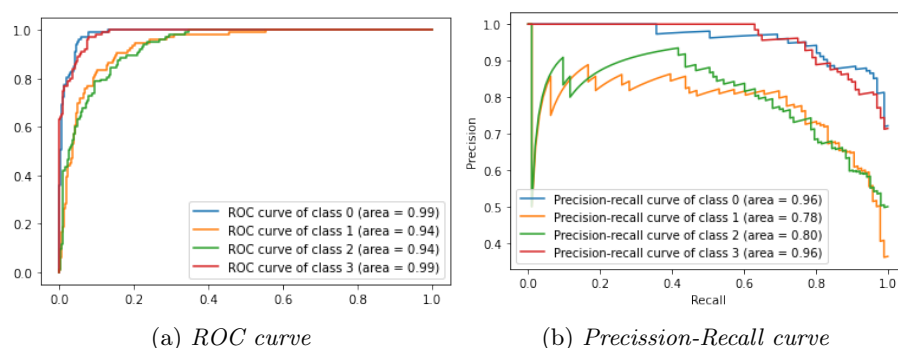 1.0
0.8
0.6
0.4
0.2
0.0
0.0 0.2 0.4 0.6 0.8 1.0
ROC curve of class 0 (area = 0.99)
ROC curve of class 1 (area = 0.94)
ROC curve of class 2 (area = 0.94)
ROC curve of class 3 (area = 0.99)
(a) ROC curve
1.0
0.9
0.8
0.7
0.6
0.5
0.4
Precision
0.0 0.2 0.4 0.6 0.8 1.0
Recall
Precision-recall curve of class 0 (area = 0.96)
Precision-recall curve of class 1 (area = 0.78)
Precision-recall curve of class 2 (area = 0.80)
Precision-recall curve of class 3 (area = 0.96)
(b) Precission-Recall curve